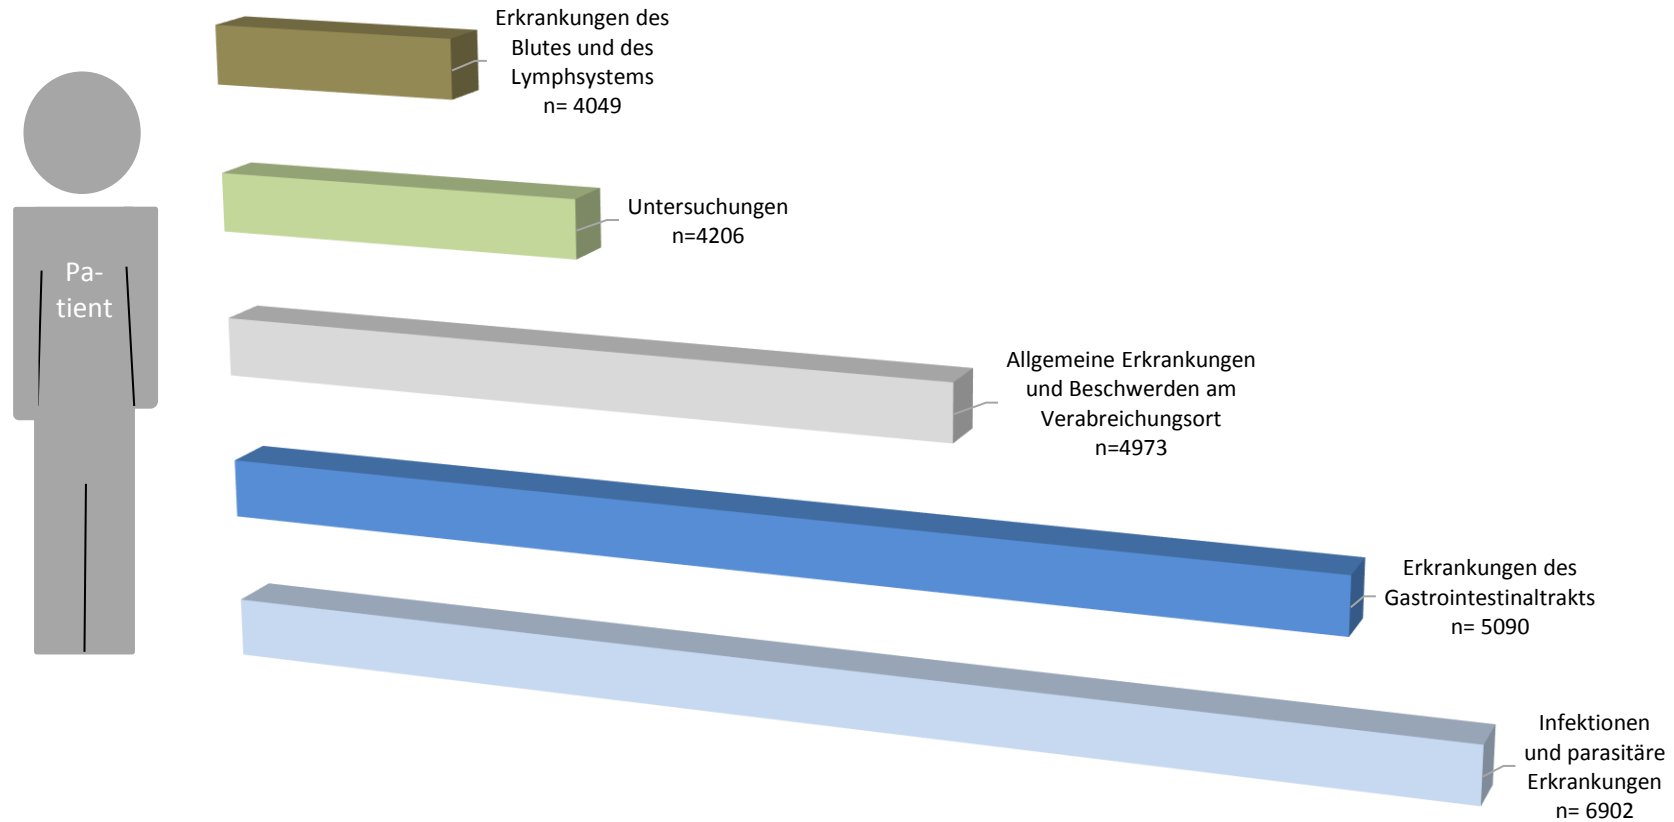 Erkrankungen des
Blutes und des
Lymphsystems
n= 4049
Untersuchungen
n=4206
Pa-
tient
Allgemeine Erkrankungen
und Beschwerden am
Verabreichungsort
n=4973
Erkrankungen des
Gastrointestinaltrakts
n= 5090
Infektionen
und parasitäre
Erkrankungen
n= 6902